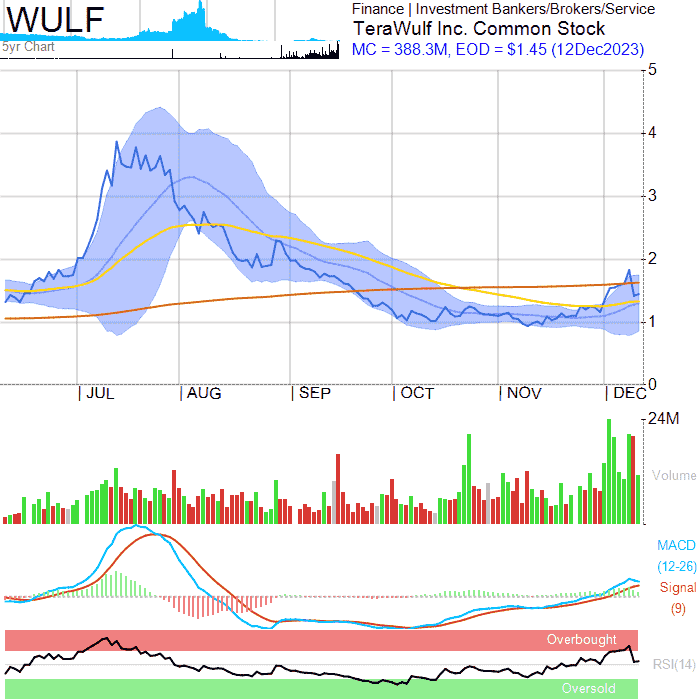 WULF
5yr Chart
Finance | Investment Bankers/Brokers/Service
TeraWulf Inc. Common Stock
MC = 388.3M, EOD = $1.45 (12Dec2023)
5
4
3
2
1
0
JUL AUG SEP OCT NOV DEC
24M
Volume
MACD
(12-26)
Signal
(9)
Overbought
RSI(14)
Oversold